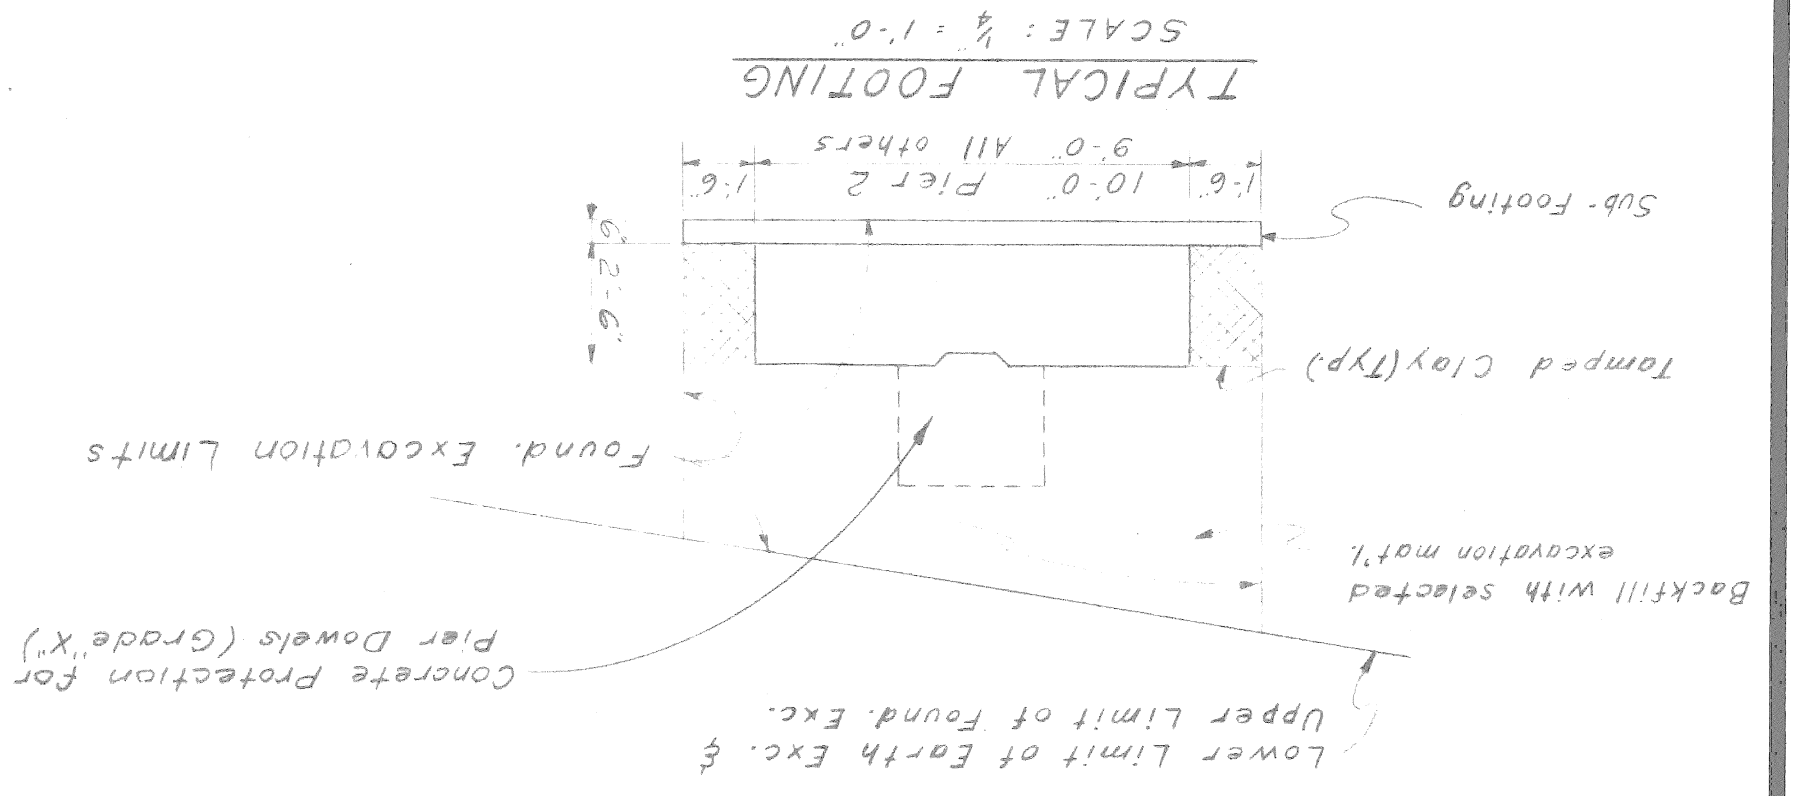 Lower Limit of Earth Exc. &
Upper Limit of Found. Exc.
Concrete Protection for
Pier Dowels (Grade "X")
Backfill with selected
excavation mat'l.
Found. Excavation Limits
Tamped Clay (Typ.)
2'-6"
6"
Sub-Footing
1'-6"
10'-0" Pier 2
1'-6"
9'-0" All others
TYPICAL FOOTING
SCALE: 1/4" = 1'-0"